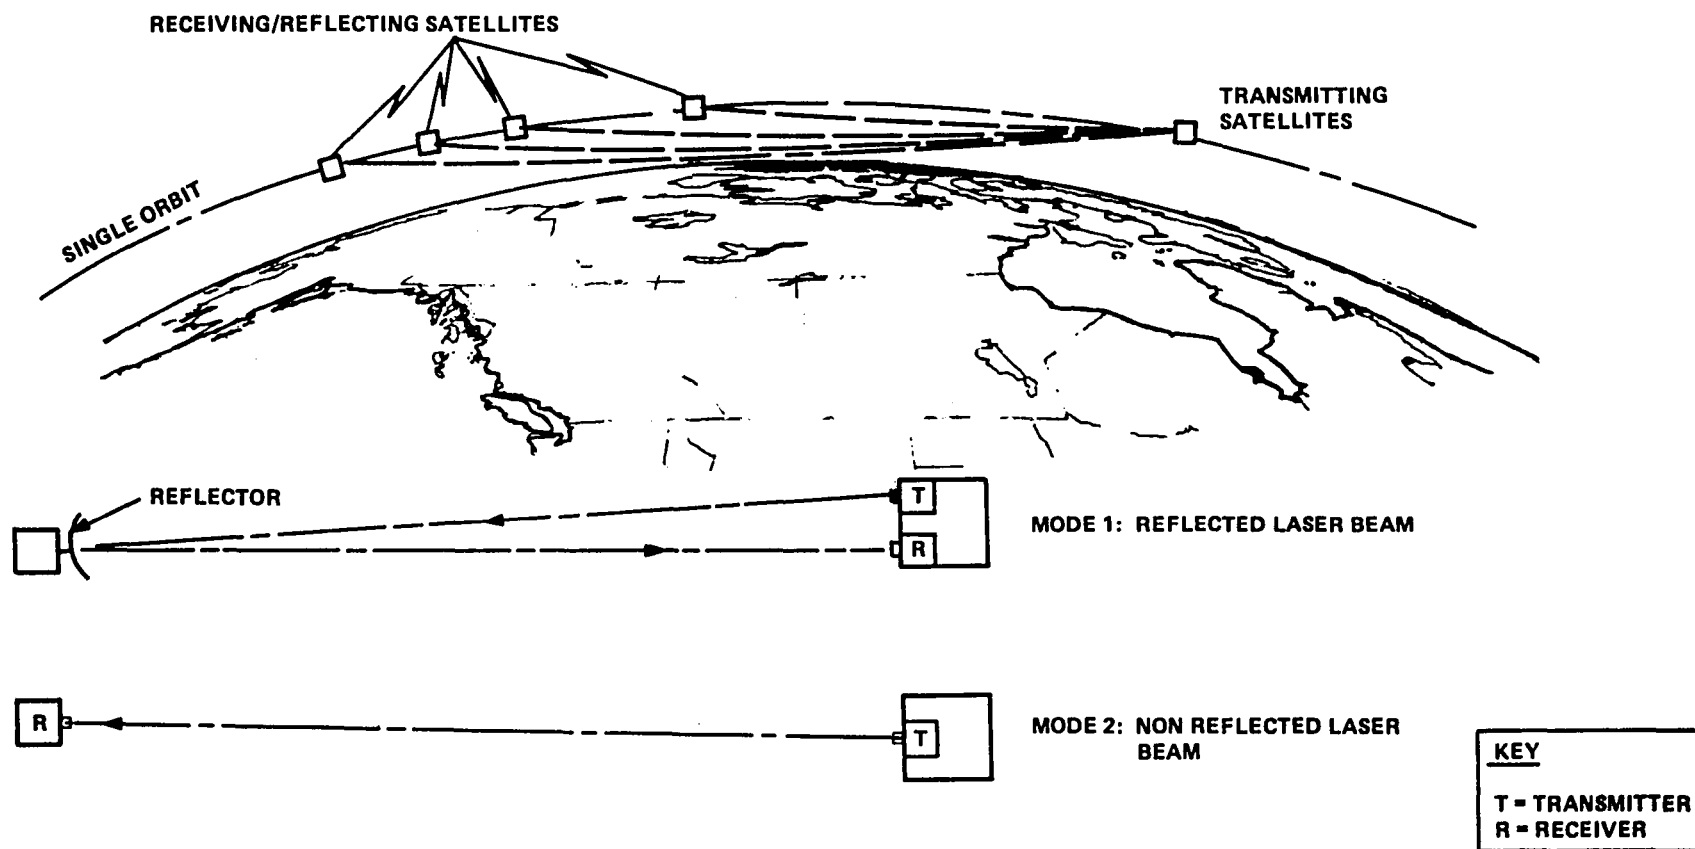 RECEIVING/REFLECTING SATELLITES
TRANSMITTING
SATELLITES
SINGLE ORBIT
REFLECTOR
T
R
MODE 1: REFLECTED LASER BEAM
R
T
MODE 2: NON REFLECTED LASER
BEAM
KEY
T = TRANSMITTER
R = RECEIVER